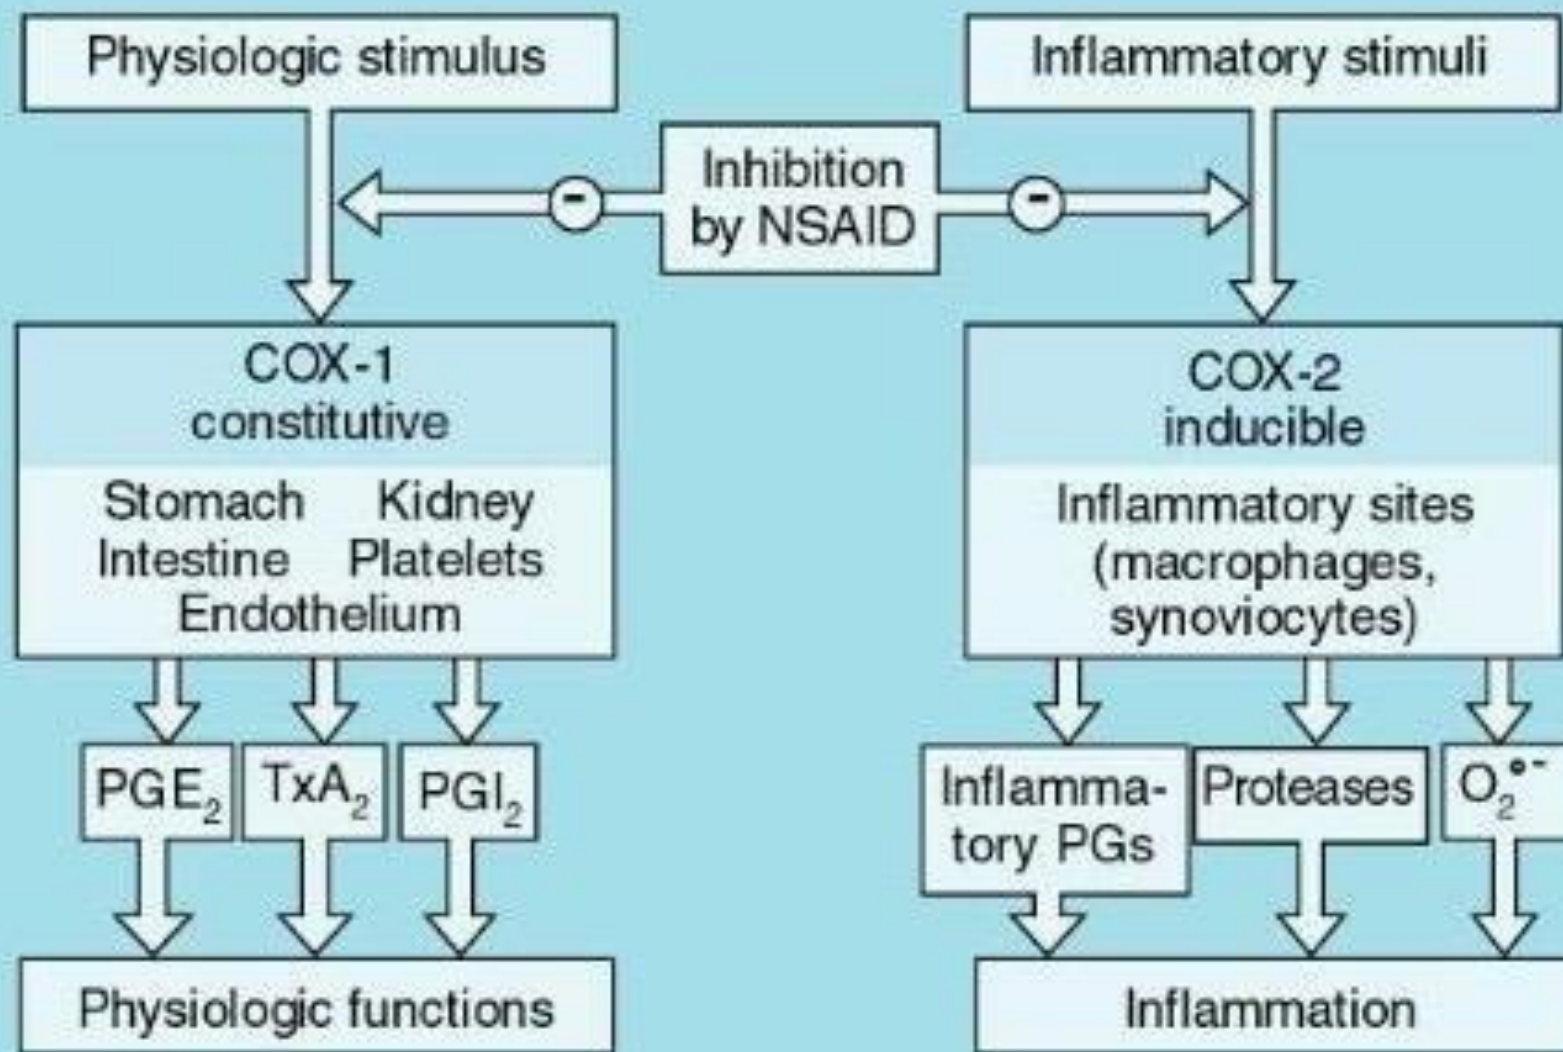 Physiologic stimulus
Inflammatory stimuli
Inhibition
by NSAID
-
-
COX-1
constitutive
Stomach Kidney
Intestine Platelets
Endothelium
COX-2
inducible
Inflammatory sites
(macrophages,
synoviocytes)
PGE₂
TxA₂
PGI₂
Inflamma-
tory PGs
Proteases
O₂•-
Physiologic functions
Inflammation